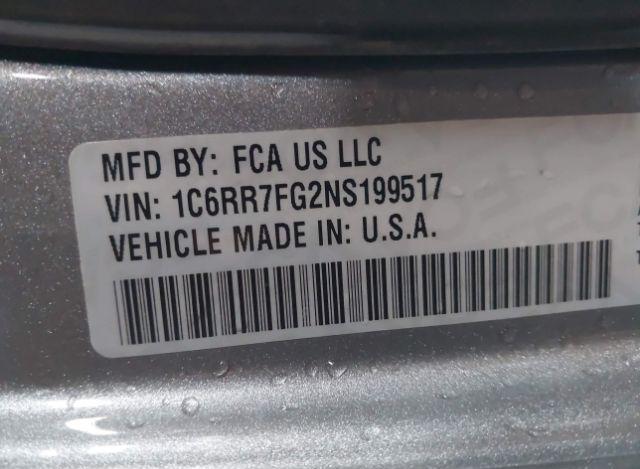 MFD BY: FCA US LLC
VIN: 1C6RR7FG2NS199517
VEHICLE MADE IN: U.S.A.